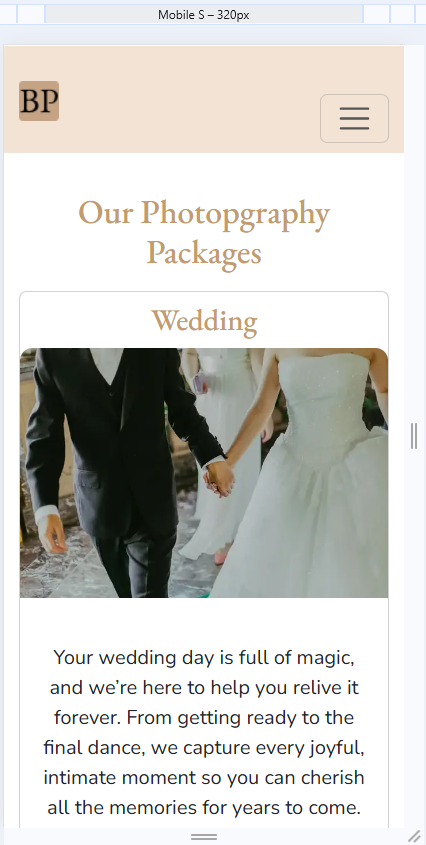 Mobile S – 320px
BP
Our Photopgraphy
Packages
Wedding
Your wedding day is full of magic,
and we’re here to help you relive it
forever. From getting ready to the
final dance, we capture every joyful,
intimate moment so you can cherish
all the memories for years to come.